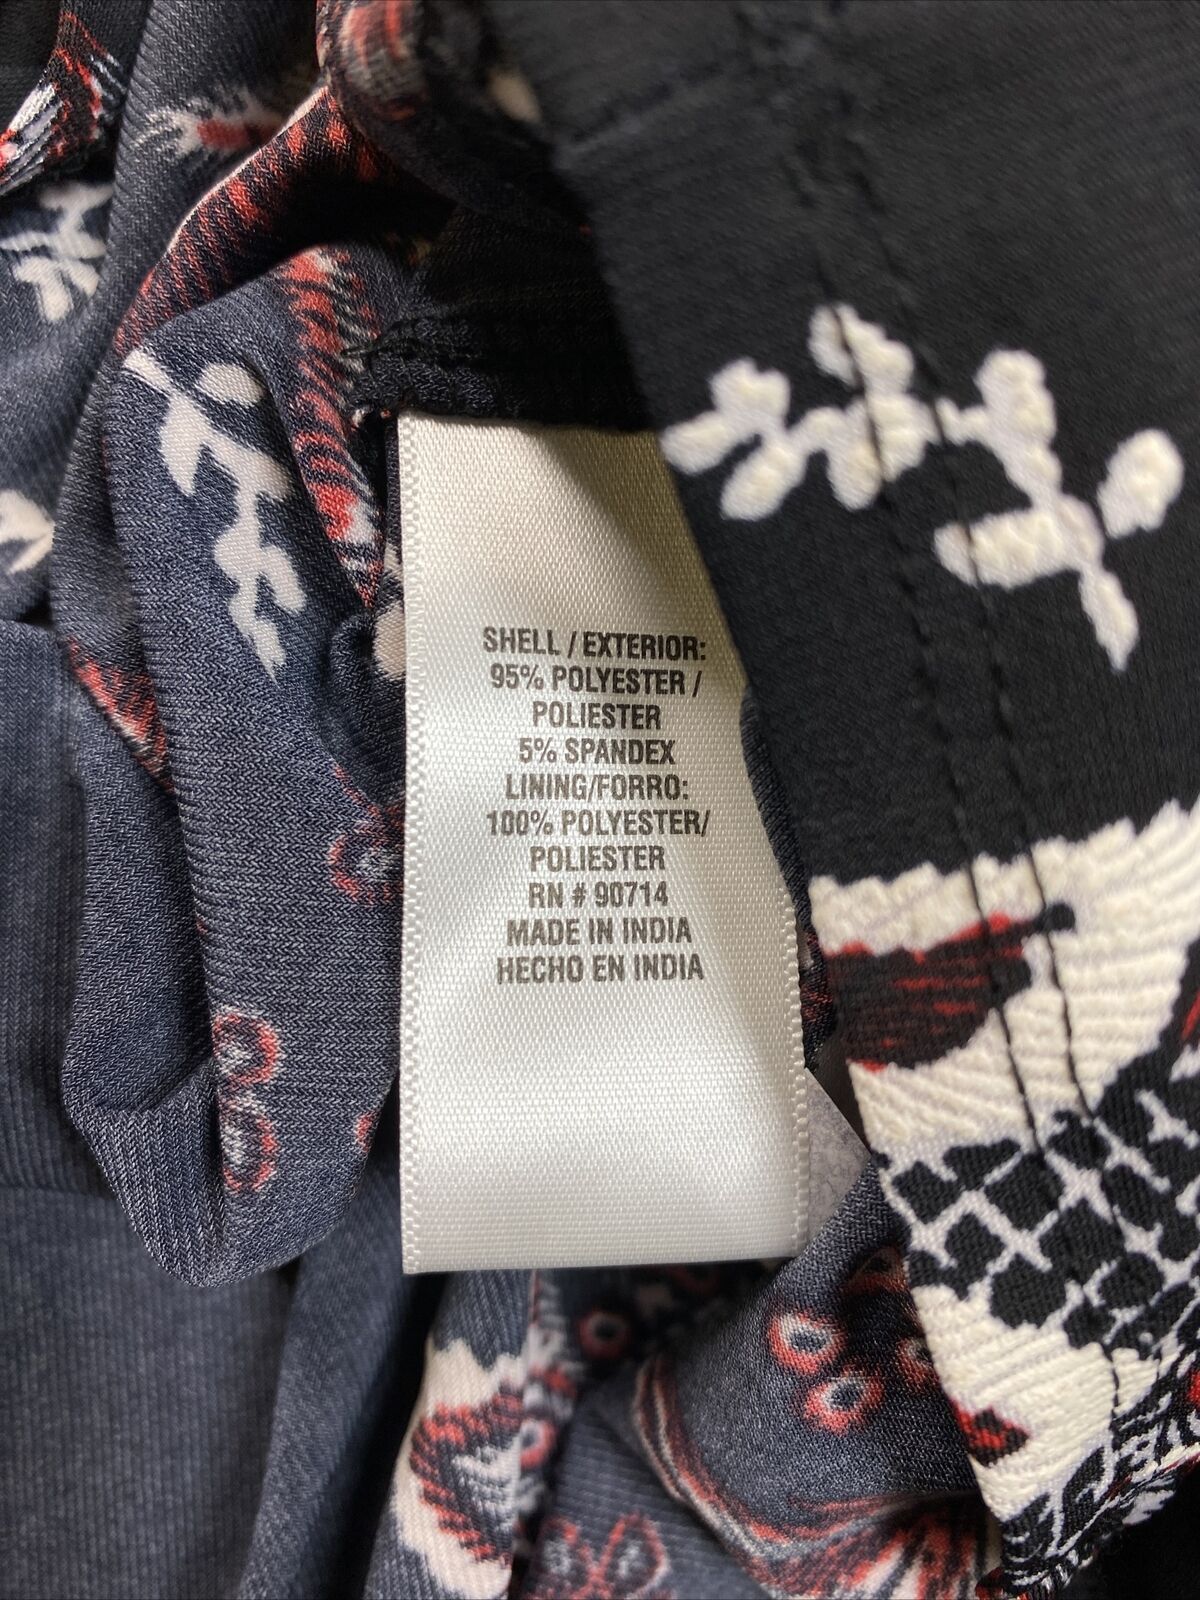 SHELL / EXTERIOR:
95% POLYESTER /
POLIESTER
5% SPANDEX
LINING/FORRO:
100% POLYESTER/
POLIESTER
RN # 90714
MADE IN INDIA
HECHO EN INDIA